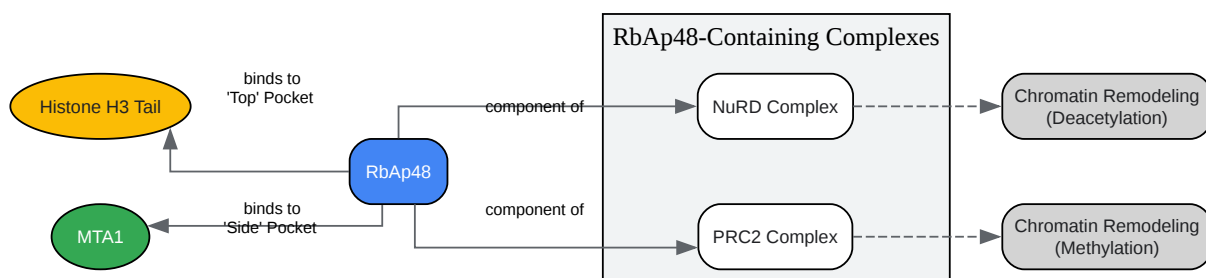 RbAp48-Containing Complexes
binds to
'Top' Pocket
Histone H3 Tail
component of
NuRD Complex
Chromatin Remodeling
(Deacetylation)
RbAp48
binds to
'Side' Pocket
MTA1
component of
PRC2 Complex
Chromatin Remodeling
(Methylation)